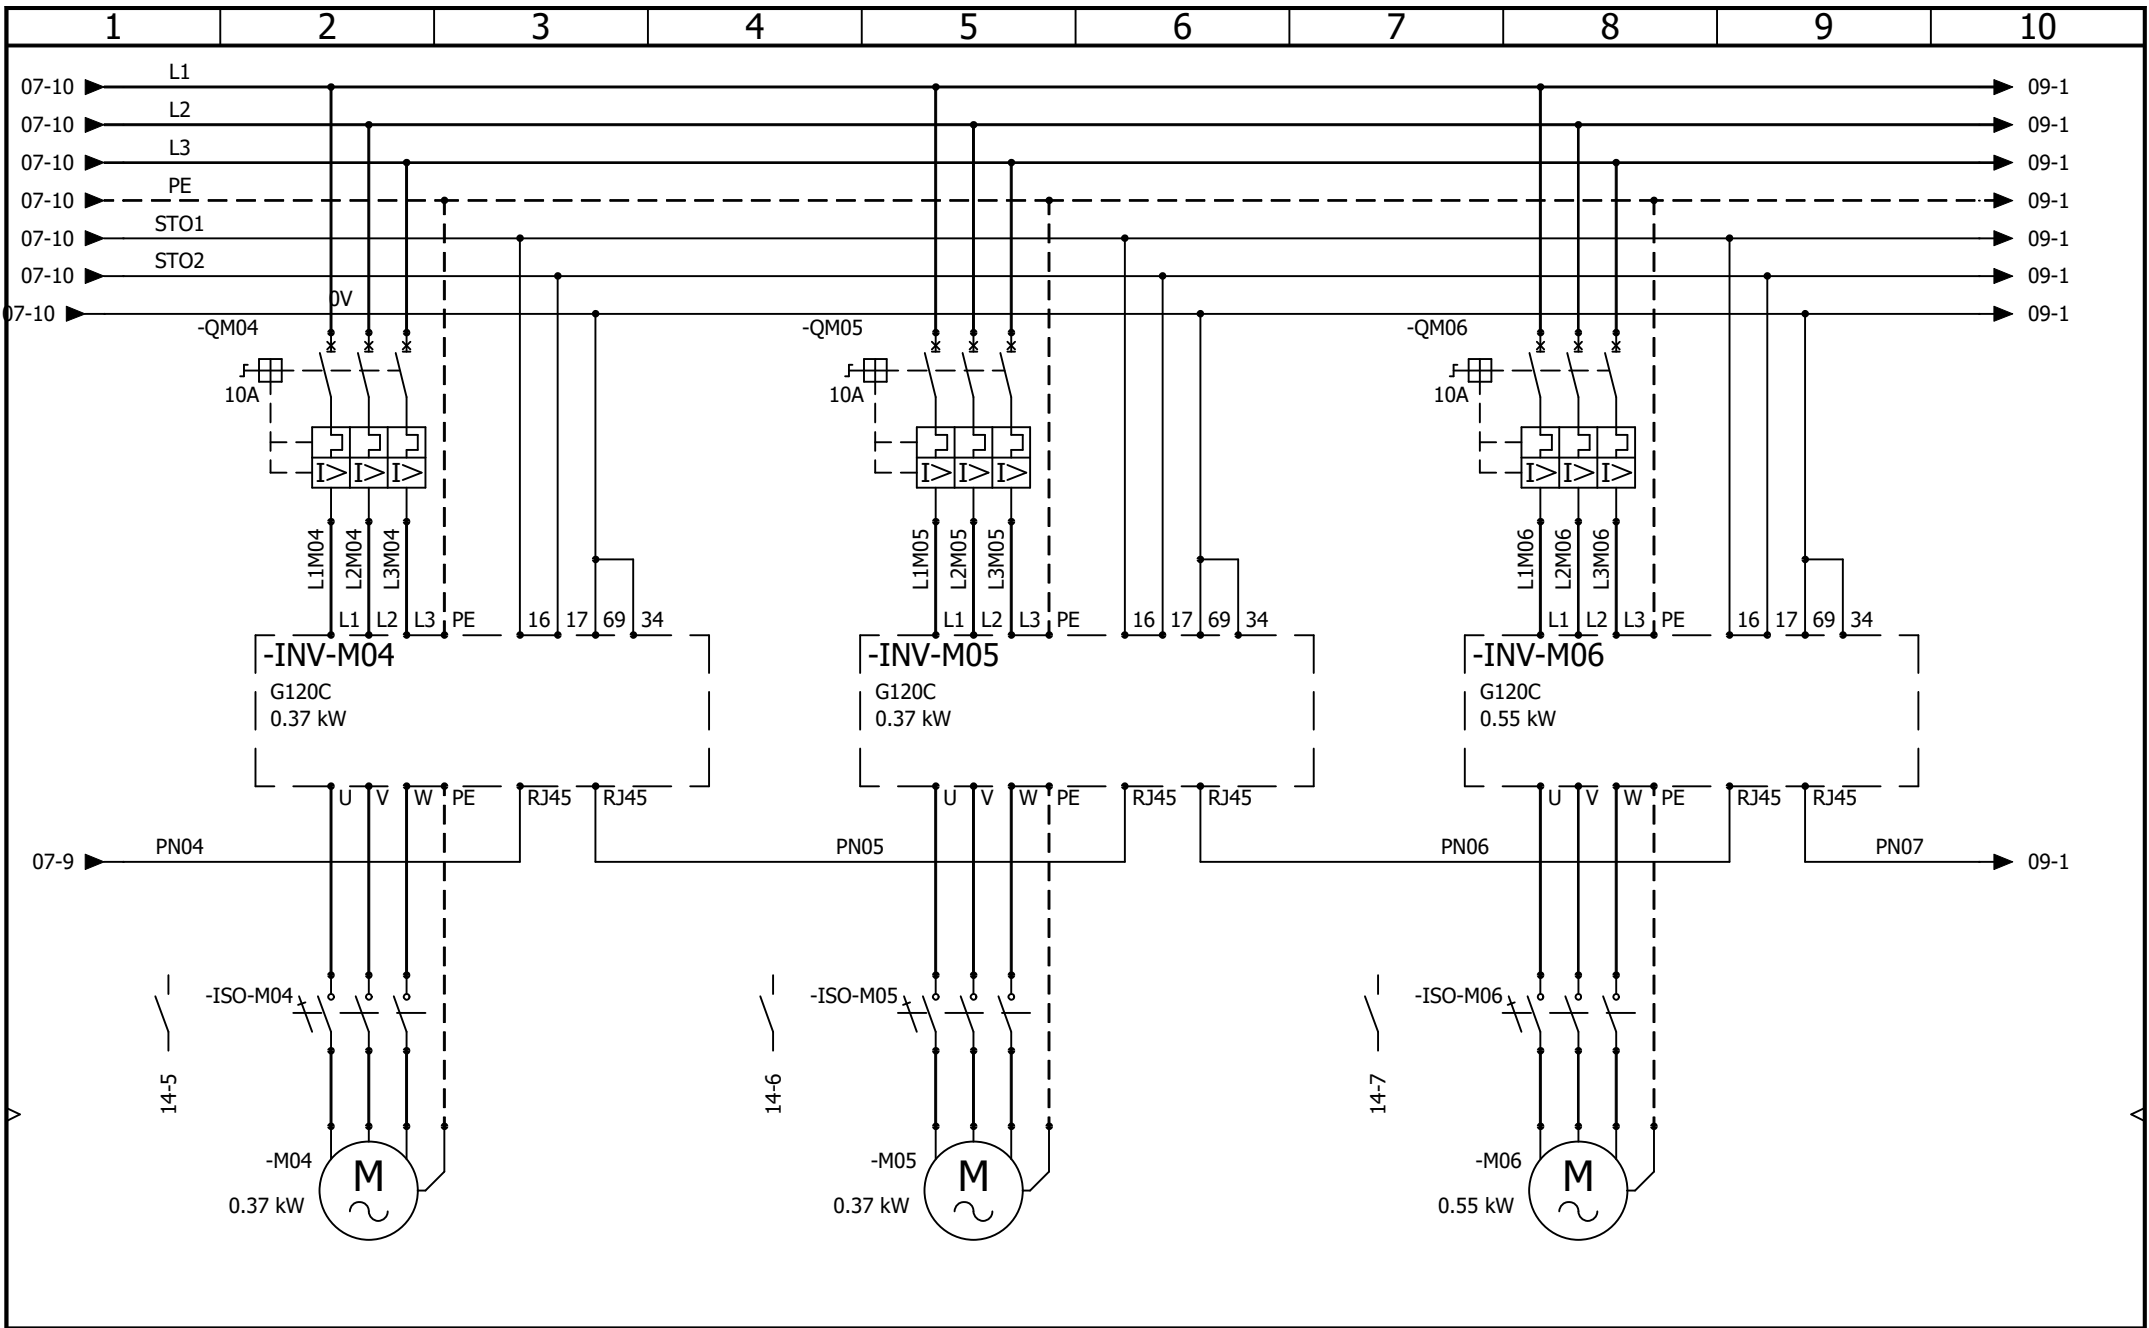 1 2 3 4 5 6 7 8 9 10
L1
07-10 09-1
L2
07-10 09-1
L3
07-10 09-1
PE
07-10 09-1
STO1
07-10 09-1
STO2
07-10 09-1
0V
07-10 09-1
-QM04 -QM05 -QM06
10A 10A 10A
I> I> I> I> I> I> I> I> I>
L1M04 L2M04 L3M04 L1M05 L2M05 L3M05 L1M06 L2M06 L3M06
L1 L2 L3 PE 16 17 69 34 L1 L2 L3 PE 16 17 69 34 L1 L2 L3 PE 16 17 69 34
-INV-M04 -INV-M05 -INV-M06
G120C G120C G120C
0.37 kW 0.37 kW 0.55 kW
U V W PE RJ45 RJ45 U V W PE RJ45 RJ45 U V W PE RJ45 RJ45
PN04 PN05 PN06 PN07
07-9 09-1
-ISO-M04 -ISO-M05 -ISO-M06
14-5 14-6 14-7
-M04 M -M05 M -M06 M
0.37 kW 0.37 kW 0.55 kW